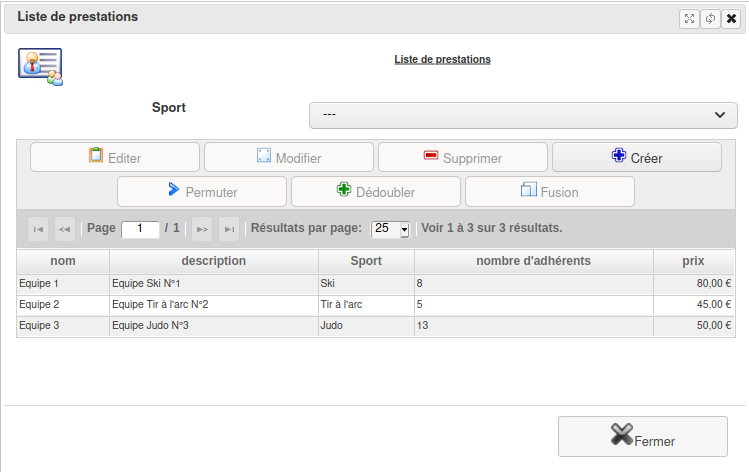 Liste de prestations
Liste de prestations
Sport
---
Editer Modifier Supprimer Créer
Permuter Dédoubler Fusion
Page 1 / 1 Résultats par page: 25 Voir 1 à 3 sur 3 résultats.
nom description Sport nombre d'adhérents prix
Equipe 1 Equipe Ski N°1 Ski 8 80,00 €
Equipe 2 Equipe Tir à l'arc N°2 Tir à l'arc 5 45,00 €
Equipe 3 Equipe Judo N°3 Judo 13 50,00 €
Fermer